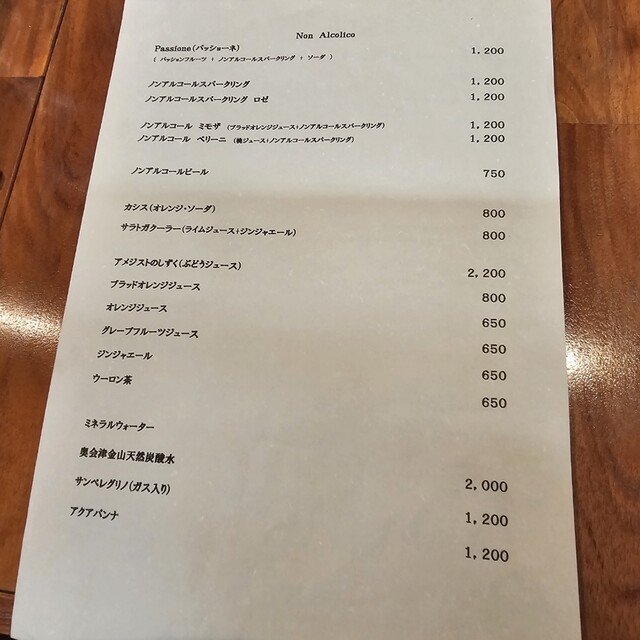 Non Alcolico
Passione(パッショーネ) 1,200
( パッションフルーツ + ノンアルコールスパークリング + ソーダ )
ノンアルコールスパークリング 1,200
ノンアルコールスパークリング ロゼ 1,200
ノンアルコール ミモザ (ブラッドオレンジジュース+ノンアルコールスパークリング) 1,200
ノンアルコール ベリーニ (桃ジュース+ノンアルコールスパークリング) 1,200
ノンアルコールビール 750
カシス(オレンジ・ソーダ) 800
サラトガクーラー(ライムジュース+ジンジャエール) 800
アメジストのしずく(ぶどうジュース) 2,200
ブラッドオレンジジュース 800
オレンジジュース 650
グレープフルーツジュース 650
ジンジャエール 650
ウーロン茶 650
ミネラルウォーター
奥会津金山天然炭酸水 2,000
サンペレグリノ(ガス入り) 1,200
アクアパンナ 1,200